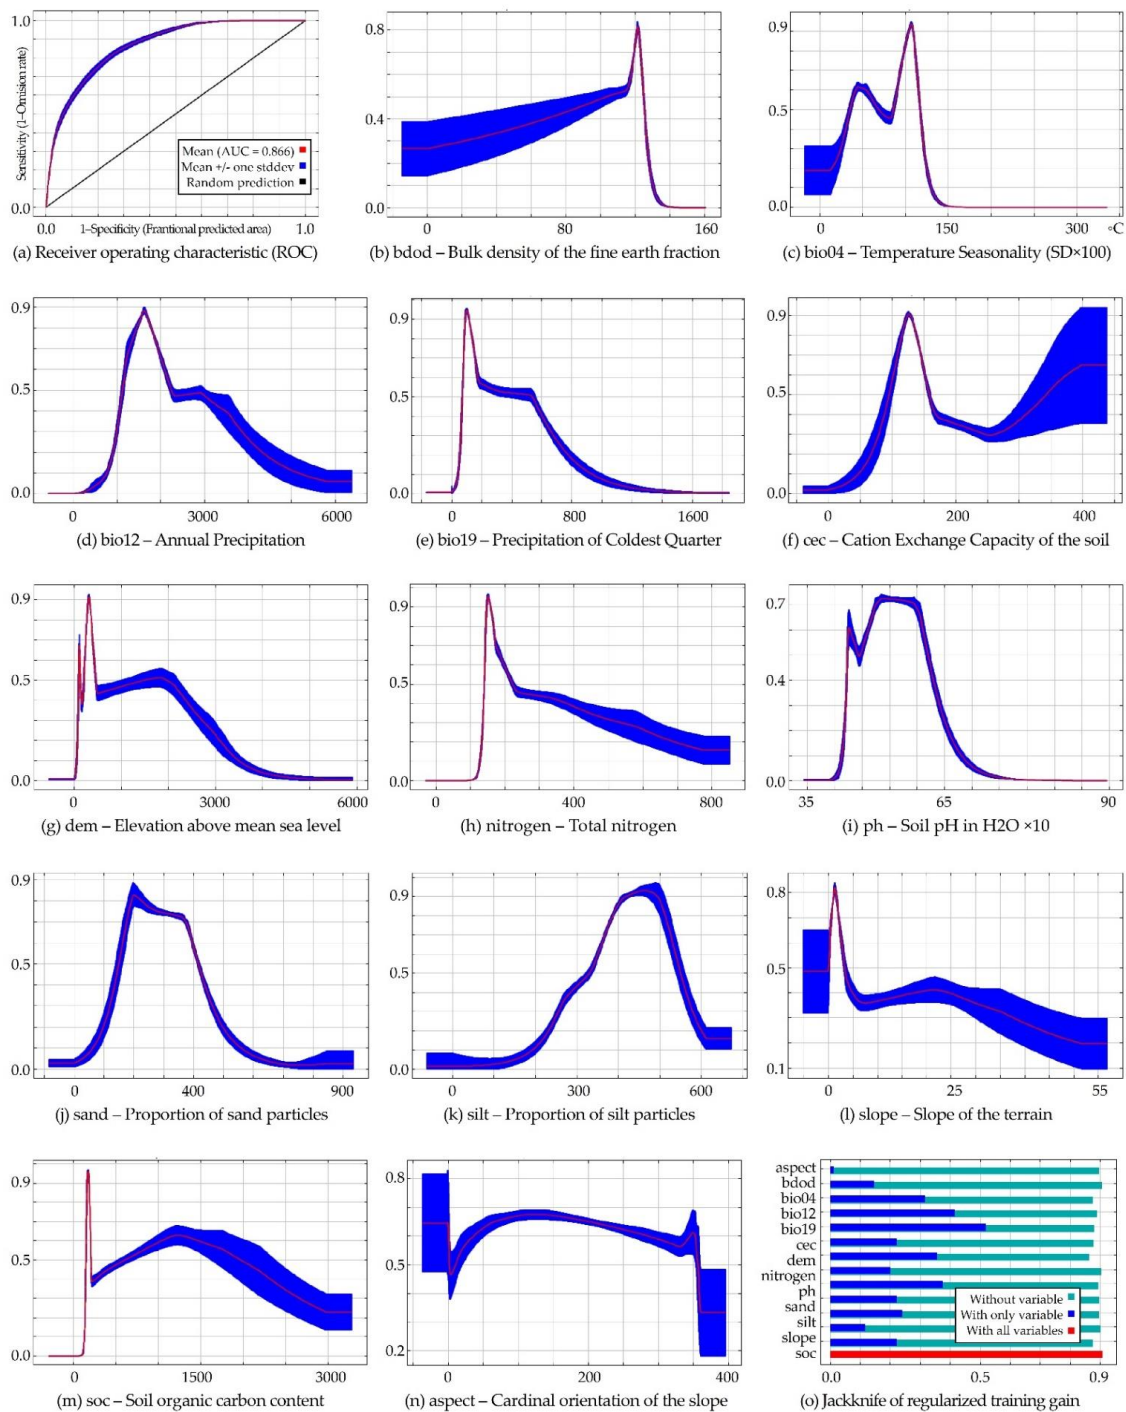 1.0
0.0
Sensitivity (1–Omision rate)
Mean (AUC = 0.866)
Mean +/- one stddev
Random prediction
0.0 1–Specificity (Frantional predicted area) 1.0
(a) Receiver operating characteristic (ROC)
0.8
0.4
0.0
0 80 160
(b) bdod – Bulk density of the fine earth fraction
0.9
0.5
0.0
0 150 300 °C
(c) bio04 – Temperature Seasonality (SD×100)
0.9
0.5
0.0
0 3000 6000
(d) bio12 – Annual Precipitation
0.9
0.5
0.0
0 800 1600
(e) bio19 – Precipitation of Coldest Quarter
0.9
0.5
0.0
0 200 400
(f) cec – Cation Exchange Capacity of the soil
0.9
0.5
0.0
0 3000 6000
(g) dem – Elevation above mean sea level
0.9
0.5
0.0
0 400 800
(h) nitrogen – Total nitrogen
0.7
0.4
0.0
35 65 90
(i) ph – Soil pH in H2O ×10
0.9
0.5
0.0
0 400 900
(j) sand – Proportion of sand particles
0.9
0.5
0.0
0 300 600
(k) silt – Proportion of silt particles
0.8
0.5
0.1
0 25 55
(l) slope – Slope of the terrain
0.9
0.5
0.0
0 1500 3000
(m) soc – Soil organic carbon content
0.8
0.5
0.2
0 200 400
(n) aspect – Cardinal orientation of the slope
aspect
bdod
bio04
bio12
bio19
cec
dem
nitrogen
ph
sand
silt
slope
soc
Without variable
With only variable
With all variables
0.0 0.5 0.9
(o) Jackknife of regularized training gain